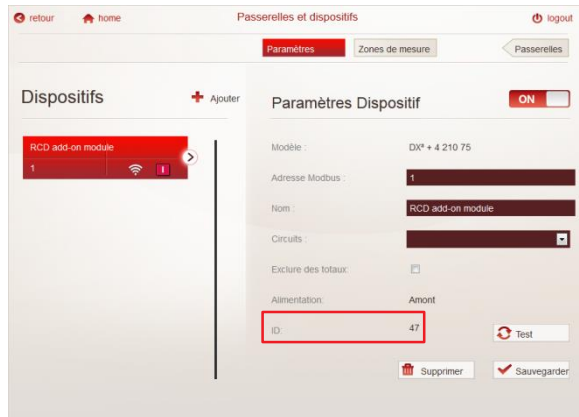 retour
home
Passerelles et dispositifs
logout
Paramètres
Zones de mesure
Passerelles
Dispositifs
Ajouter
Paramètres Dispositif
ON
RCD add-on module
1
I
Modèle :
DX³ + 4 210 75
Adresse Modbus :
1
Nom :
RCD add-on module
Circuits :
Exclure des totaux:
Alimentation:
Amont
ID:
47
Test
Supprimer
Sauvegarder